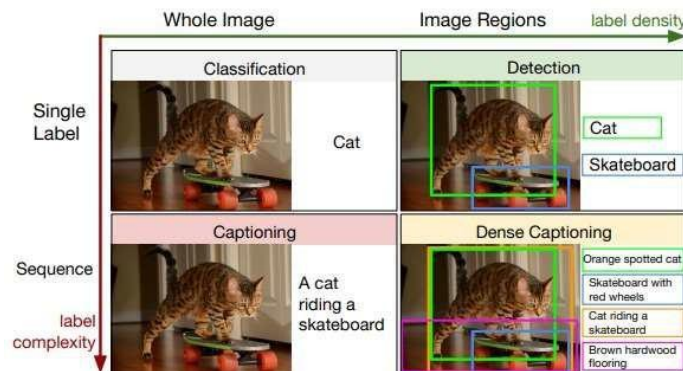 Whole Image
Image Regions
label density
Single
Label
Classification
Cat
Detection
Cat
Skateboard
Sequence
label
complexity
Captioning
A cat
riding a
skateboard
Dense Captioning
Orange spotted cat
Skateboard with
red wheels
Cat riding a
skateboard
Brown hardwood
flooring